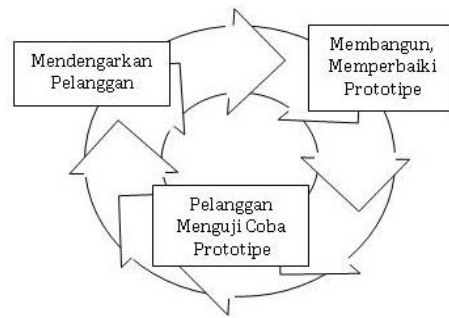 Mendengarkan
Pelanggan
Membangun,
Memperbaiki
Prototipe
Pelanggan
Menguji Coba
Prototipe